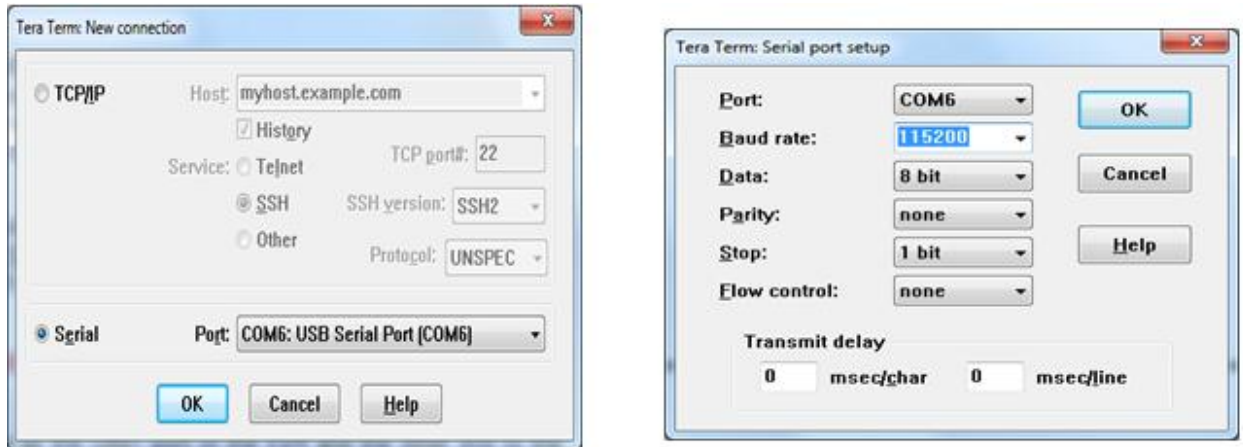 Tera Term: New connection
TCP/IP
Host: myhost.example.com
History
Service: Telnet
TCP port#: 22
SSH
SSH version: SSH2
Other
Protocol: UNSPEC
Serial
Port: COM6: USB Serial Port (COM6)
OK Cancel Help
Tera Term: Serial port setup
Port: COM6
OK
Baud rate: 115200
Data: 8 bit
Cancel
Parity: none
Stop: 1 bit
Help
Flow control: none
Transmit delay
0 msec/char 0 msec/line